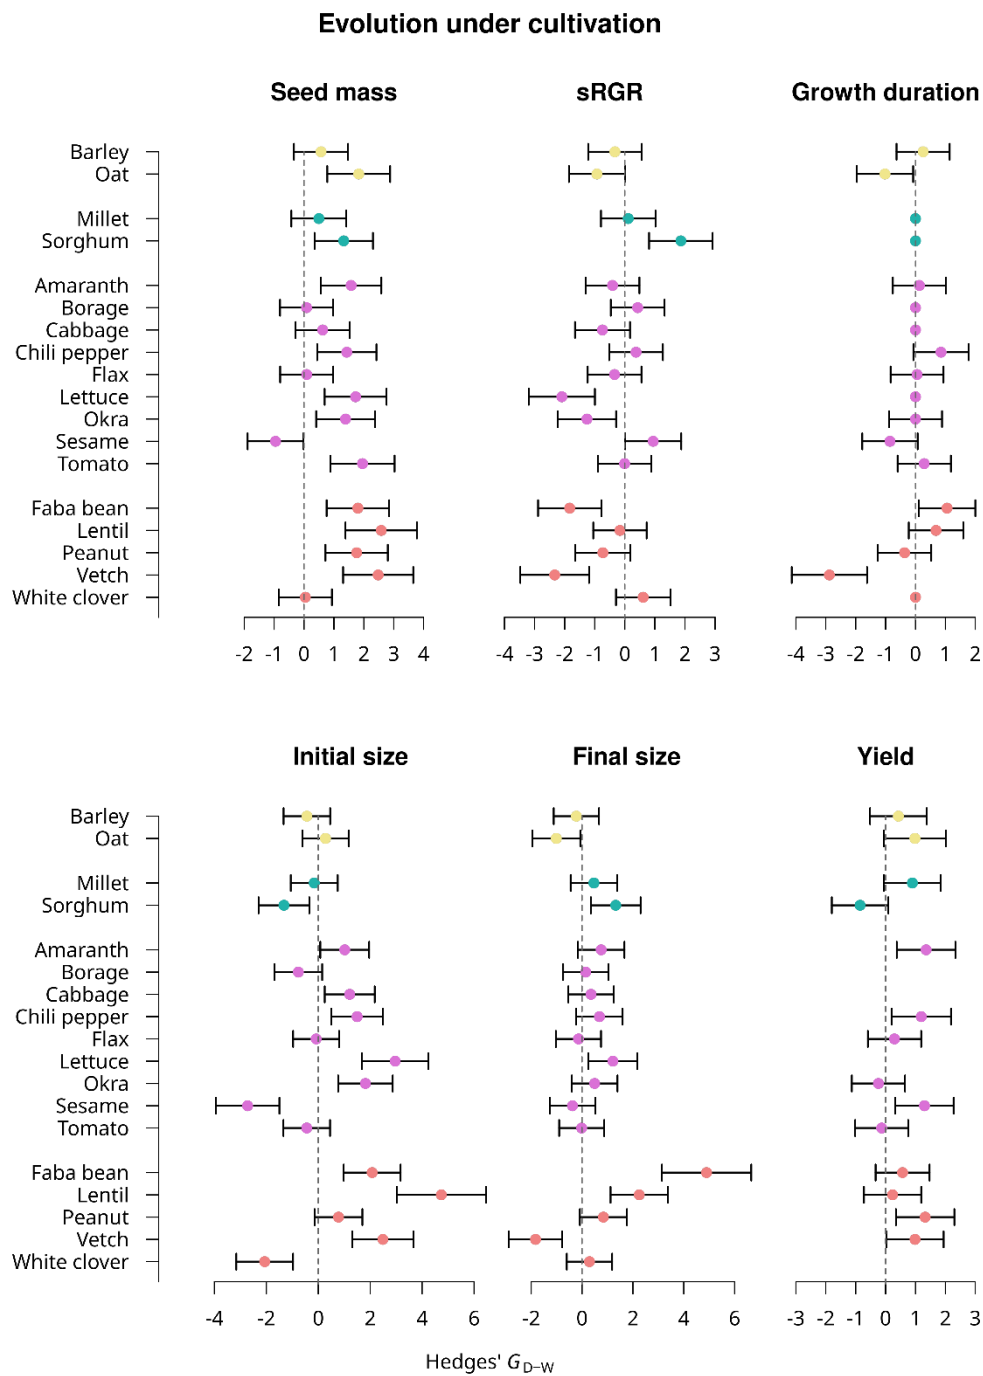 Evolution under cultivation
Seed mass sRGR Growth duration
Barley
Oat
Millet
Sorghum
Amaranth
Borage
Cabbage
Chili pepper
Flax
Lettuce
Okra
Sesame
Tomato
Faba bean
Lentil
Peanut
Vetch
White clover
-2 -1 0 1 2 3 4 -4 -3 -2 -1 0 1 2 3 -4 -3 -2 -1 0 1 2
Initial size Final size Yield
Barley
Oat
Millet
Sorghum
Amaranth
Borage
Cabbage
Chili pepper
Flax
Lettuce
Okra
Sesame
Tomato
Faba bean
Lentil
Peanut
Vetch
White clover
-4 -2 0 2 4 6 -2 0 2 4 6 -3 -2 -1 0 1 2 3
Hedges' G D–W